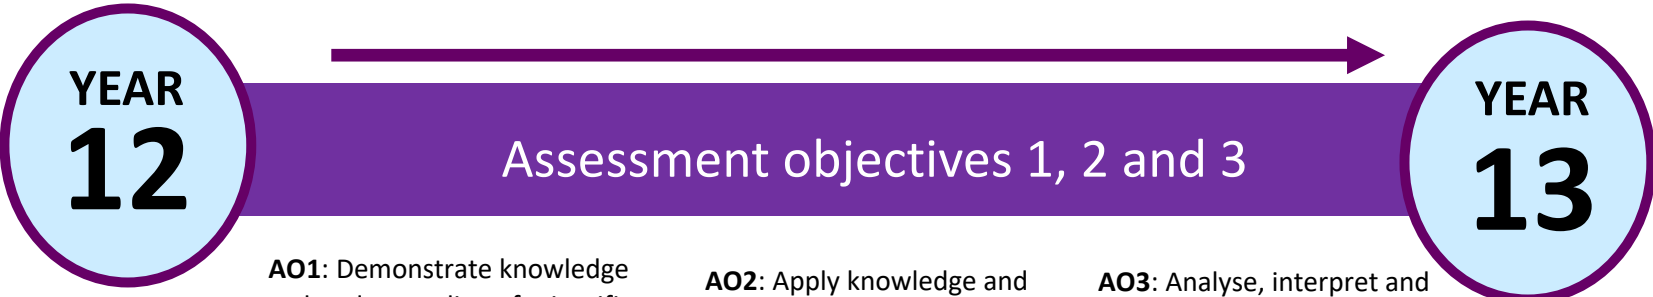 YEAR
12
Assessment objectives 1, 2 and 3
YEAR
13
AO1: Demonstrate knowledge
AO2: Apply knowledge and
AO3: Analyse, interpret and